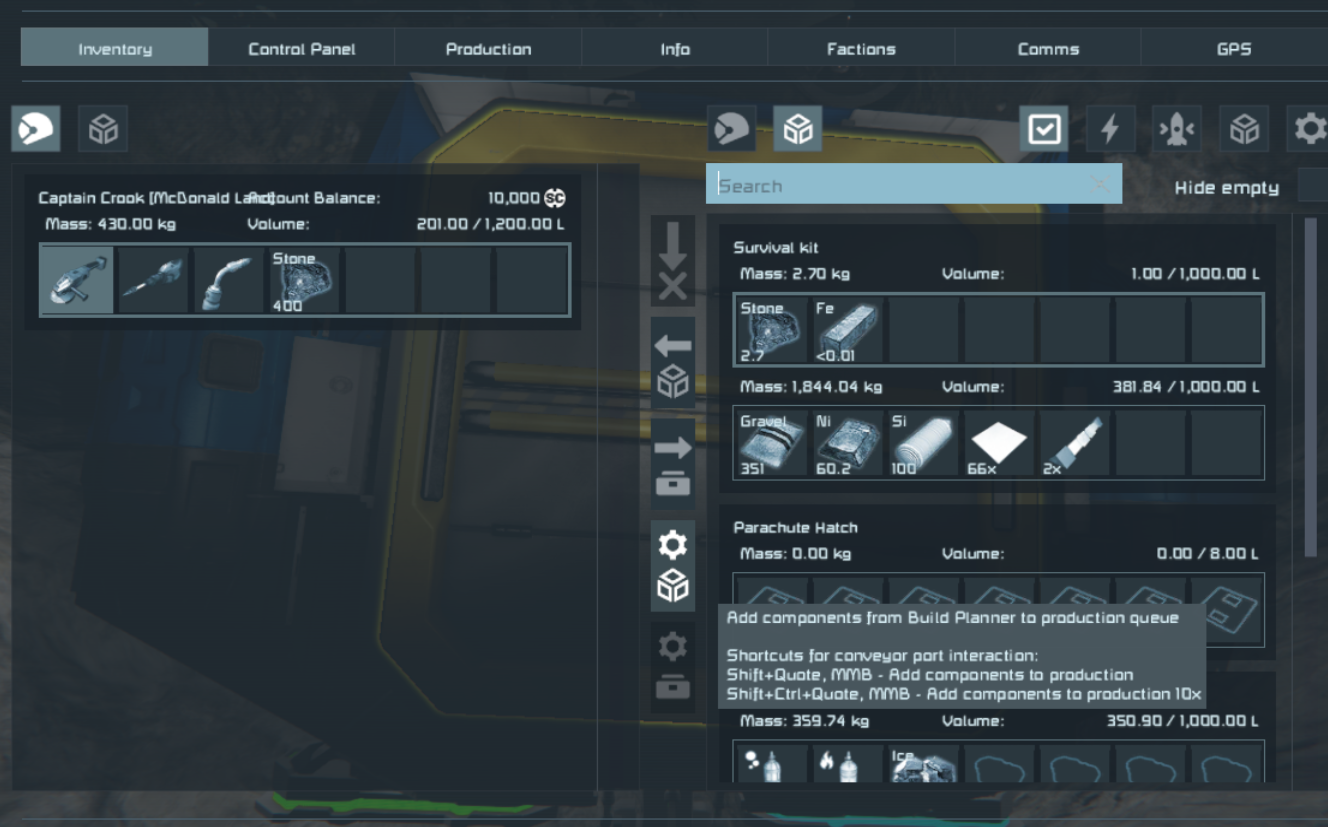 Inventory
Control Panel
Production
Info
Factions
Comms
GPS
Search
Hide empty
Captain Crook [McDonald Land]
Account Balance:
10,000 SC
Mass: 430.00 kg
Volume:
201.00 / 1,200.00 L
Stone
400
Survival kit
Mass: 2.70 kg
Volume:
1.00 / 1,000.00 L
Stone
2.7
Fe
<0.01
Mass: 1,844.04 kg
Volume:
381.84 / 1,000.00 L
Gravel
351
Ni
60.2
Si
100
66x
2x
Parachute Hatch
Mass: 0.00 kg
Volume:
0.00 / 8.00 L
Add components from Build Planner to production queue
Shortcuts for conveyor port interaction:
Shift+Quote, MMB - Add components to production
Shift+Ctrl+Quote, MMB - Add components to production 10x
Mass: 359.74 kg
Volume:
350.90 / 1,000.00 L
Ice